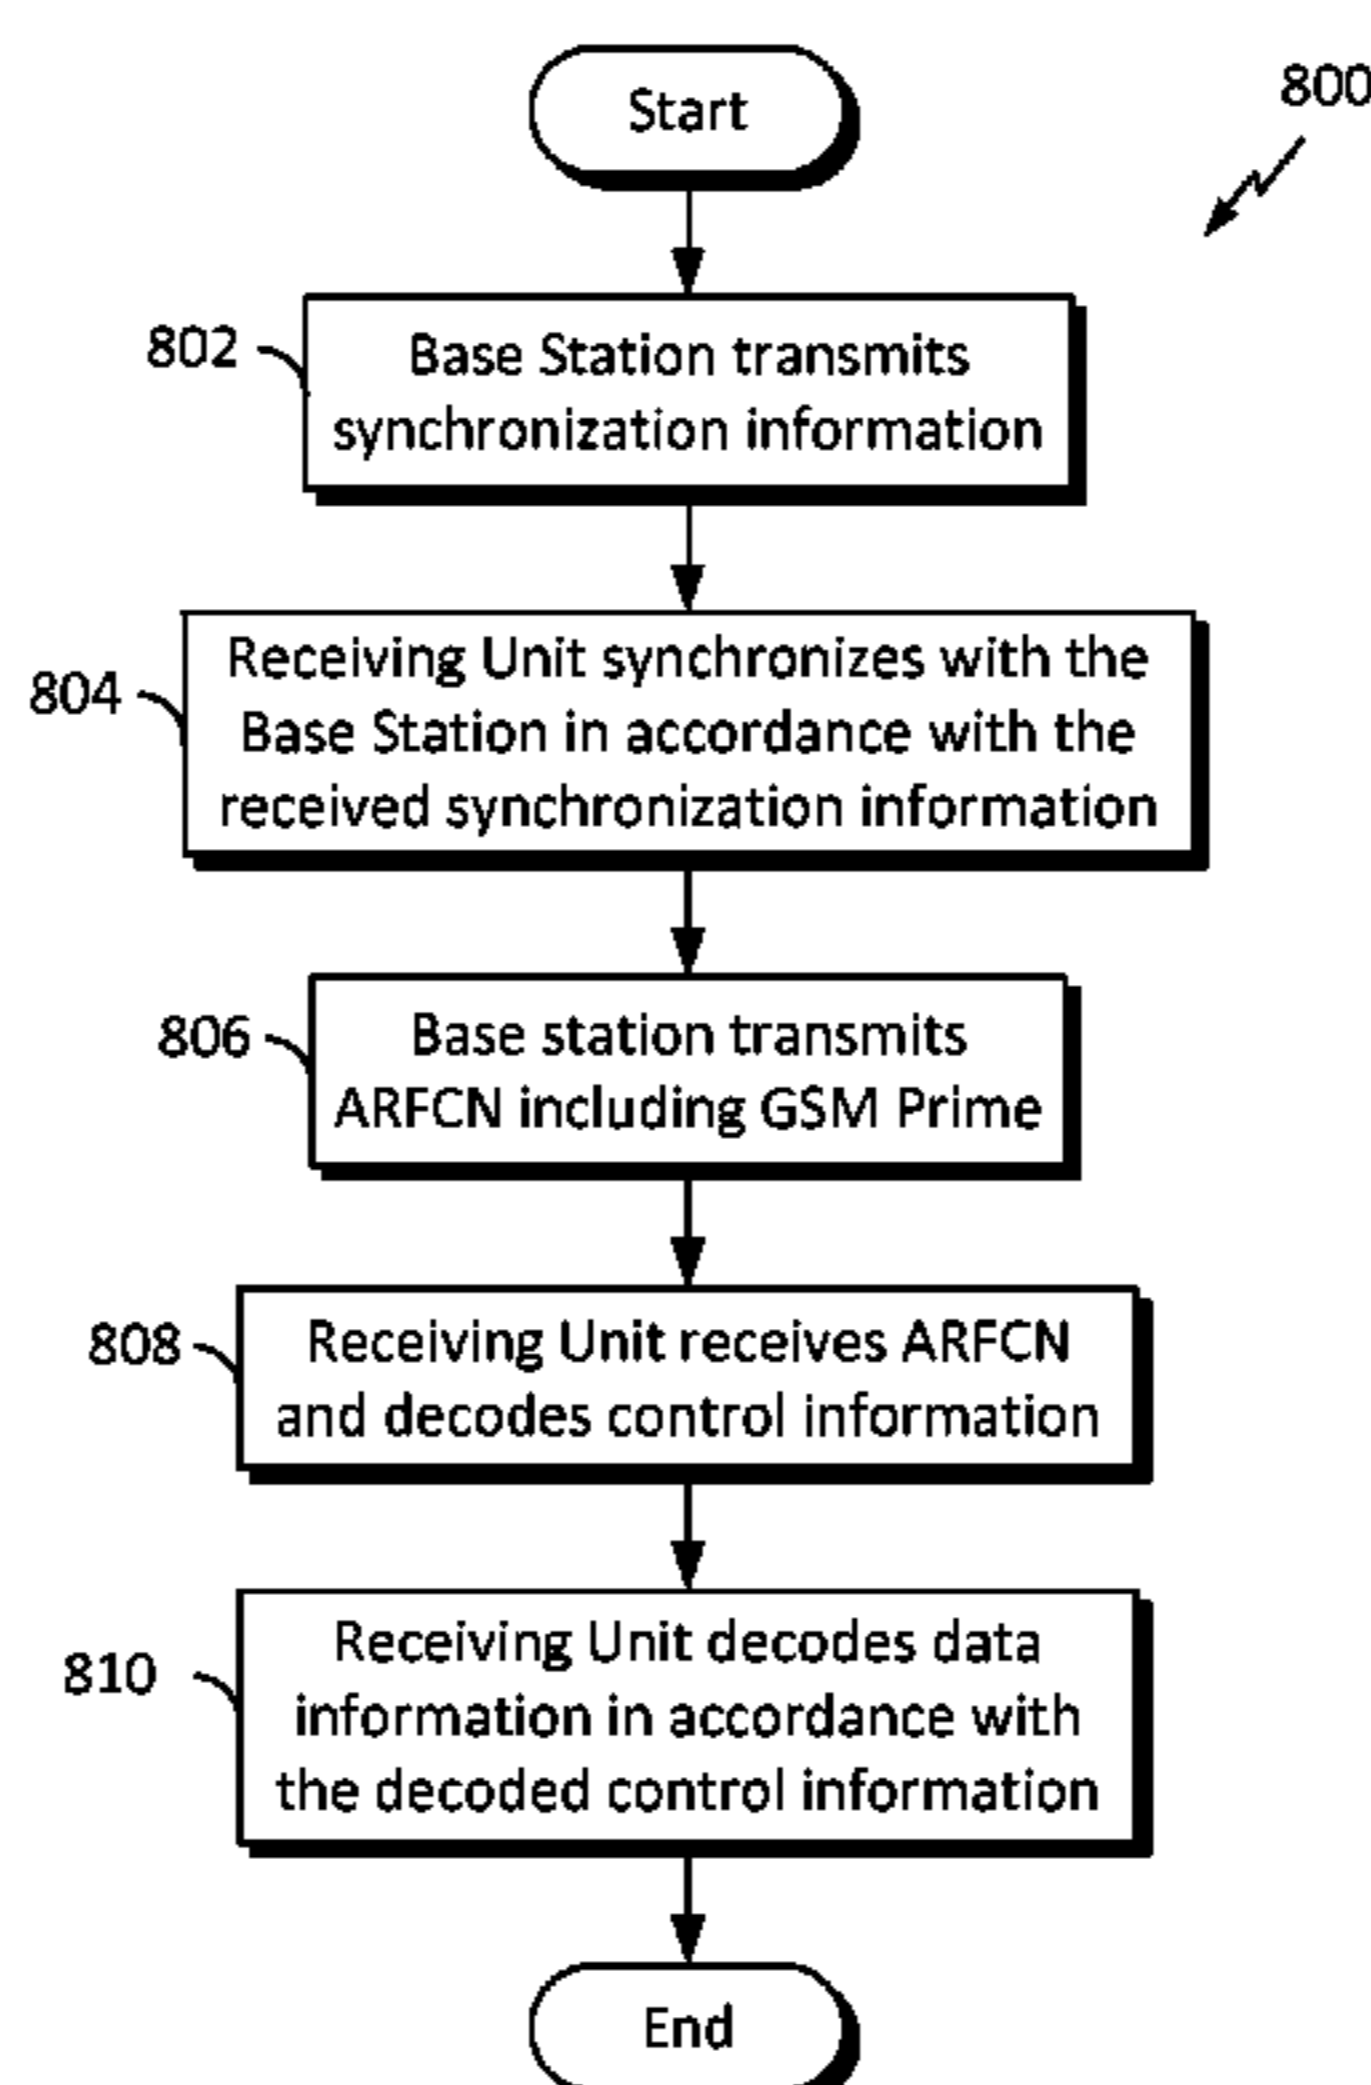 Start
800
802
Base Station transmits
synchronization information
804
Receiving Unit synchronizes with the
Base Station in accordance with the
received synchronization information
806
Base station transmits
ARFCN including GSM Prime
808
Receiving Unit receives ARFCN
and decodes control information
810
Receiving Unit decodes data
information in accordance with
the decoded control information
End